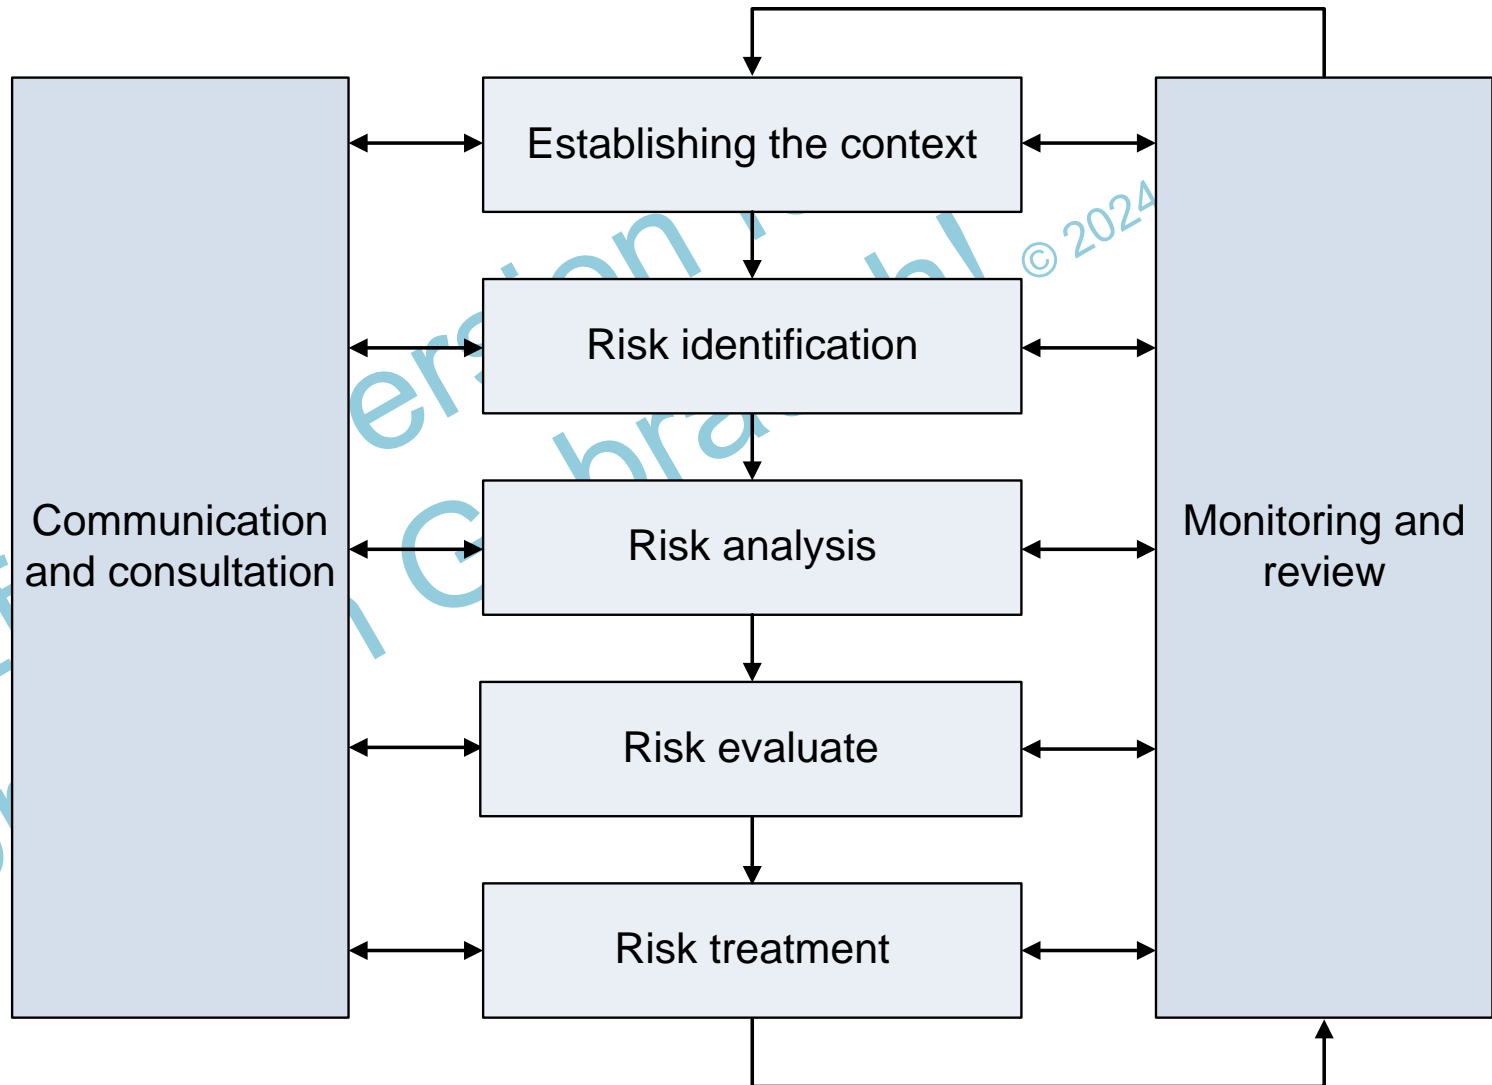 Establishing the context
© 2024
Risk identification
Communication
and consultation
Risk analysis
Monitoring and
review
Risk evaluate
Risk treatment